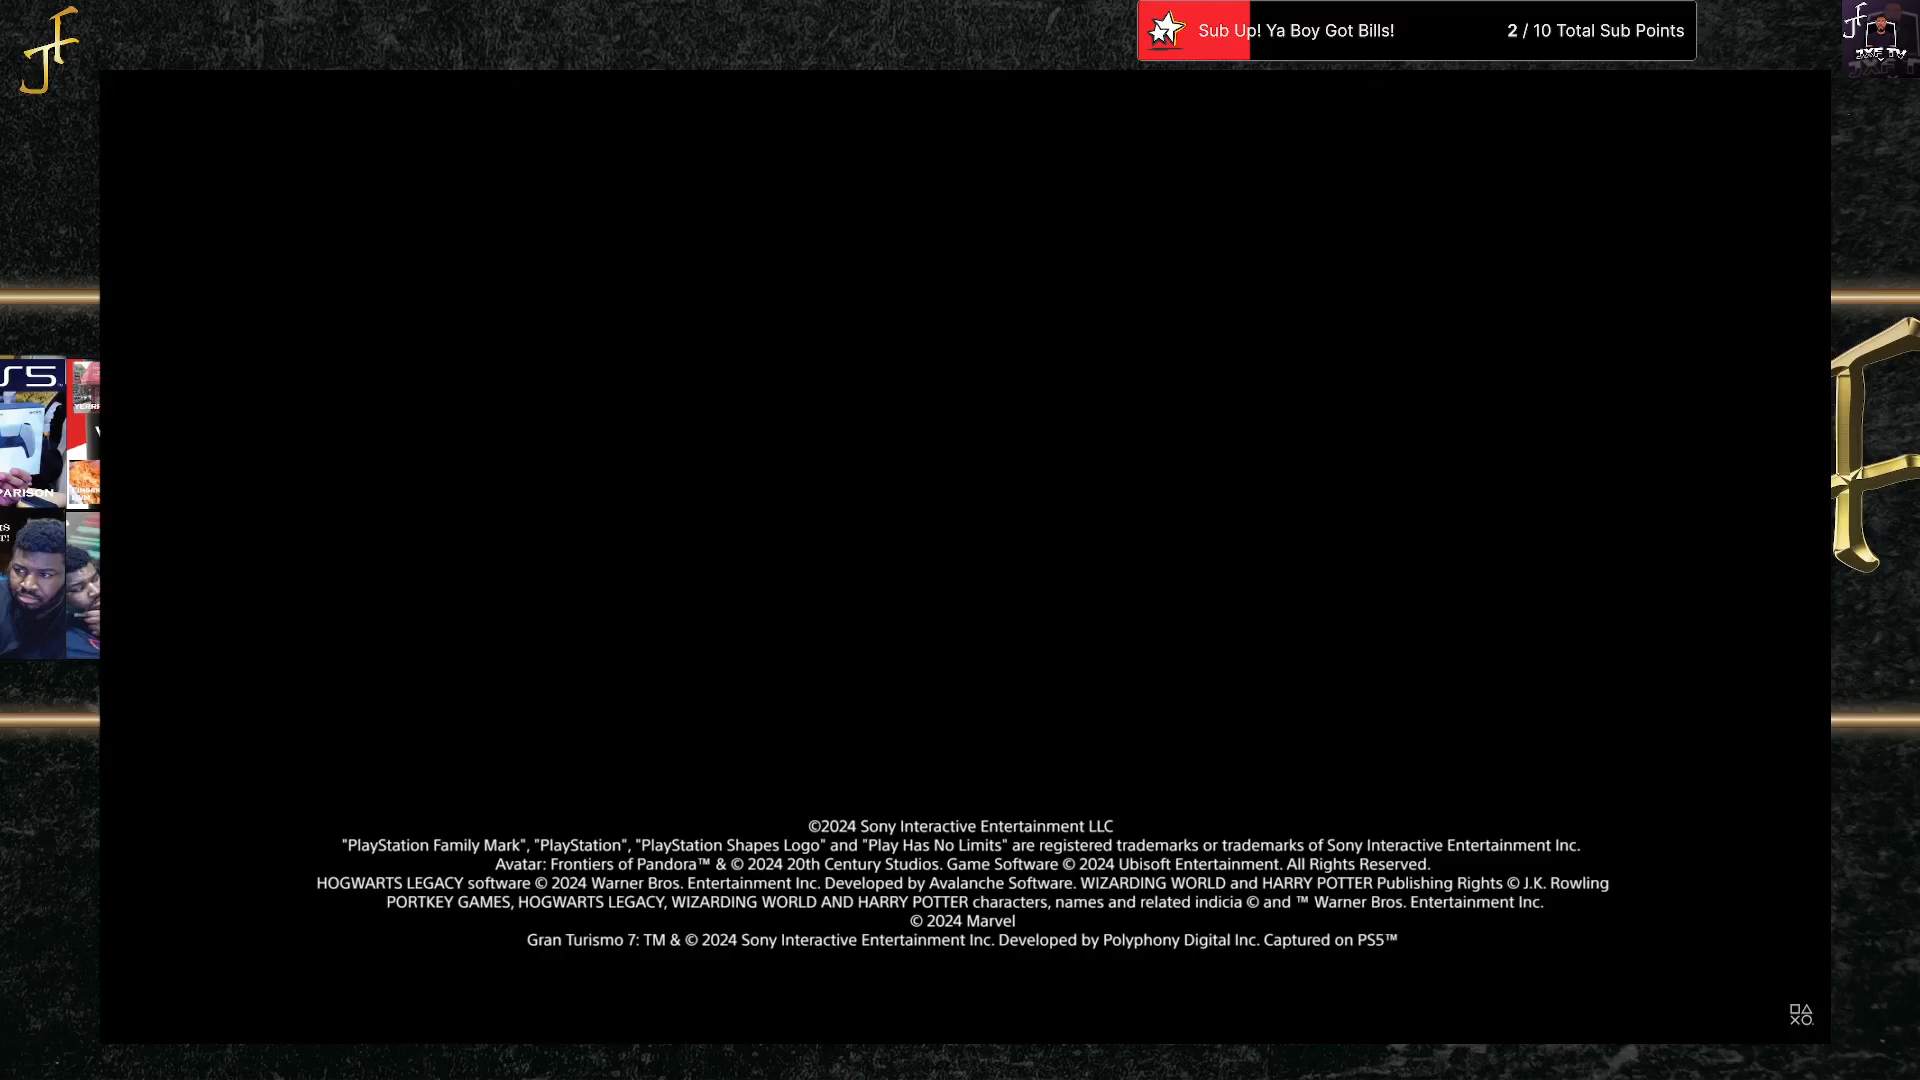 Sub Up! Ya Boy Got Bills!
2 / 10 Total Sub Points
JXF TV
S5
YERR
PARISON
©2024 Sony Interactive Entertainment LLC
"PlayStation Family Mark", "PlayStation", "PlayStation Shapes Logo" and "Play Has No Limits" are registered trademarks or trademarks of Sony Interactive Entertainment Inc.
Avatar: Frontiers of Pandora™ & © 2024 20th Century Studios. Game Software © 2024 Ubisoft Entertainment. All Rights Reserved.
HOGWARTS LEGACY software © 2024 Warner Bros. Entertainment Inc. Developed by Avalanche Software. WIZARDING WORLD and HARRY POTTER Publishing Rights © J.K. Rowling
PORTKEY GAMES, HOGWARTS LEGACY, WIZARDING WORLD AND HARRY POTTER characters, names and related indicia © and ™ Warner Bros. Entertainment Inc.
© 2024 Marvel
Gran Turismo 7: TM & © 2024 Sony Interactive Entertainment Inc. Developed by Polyphony Digital Inc. Captured on PS5™